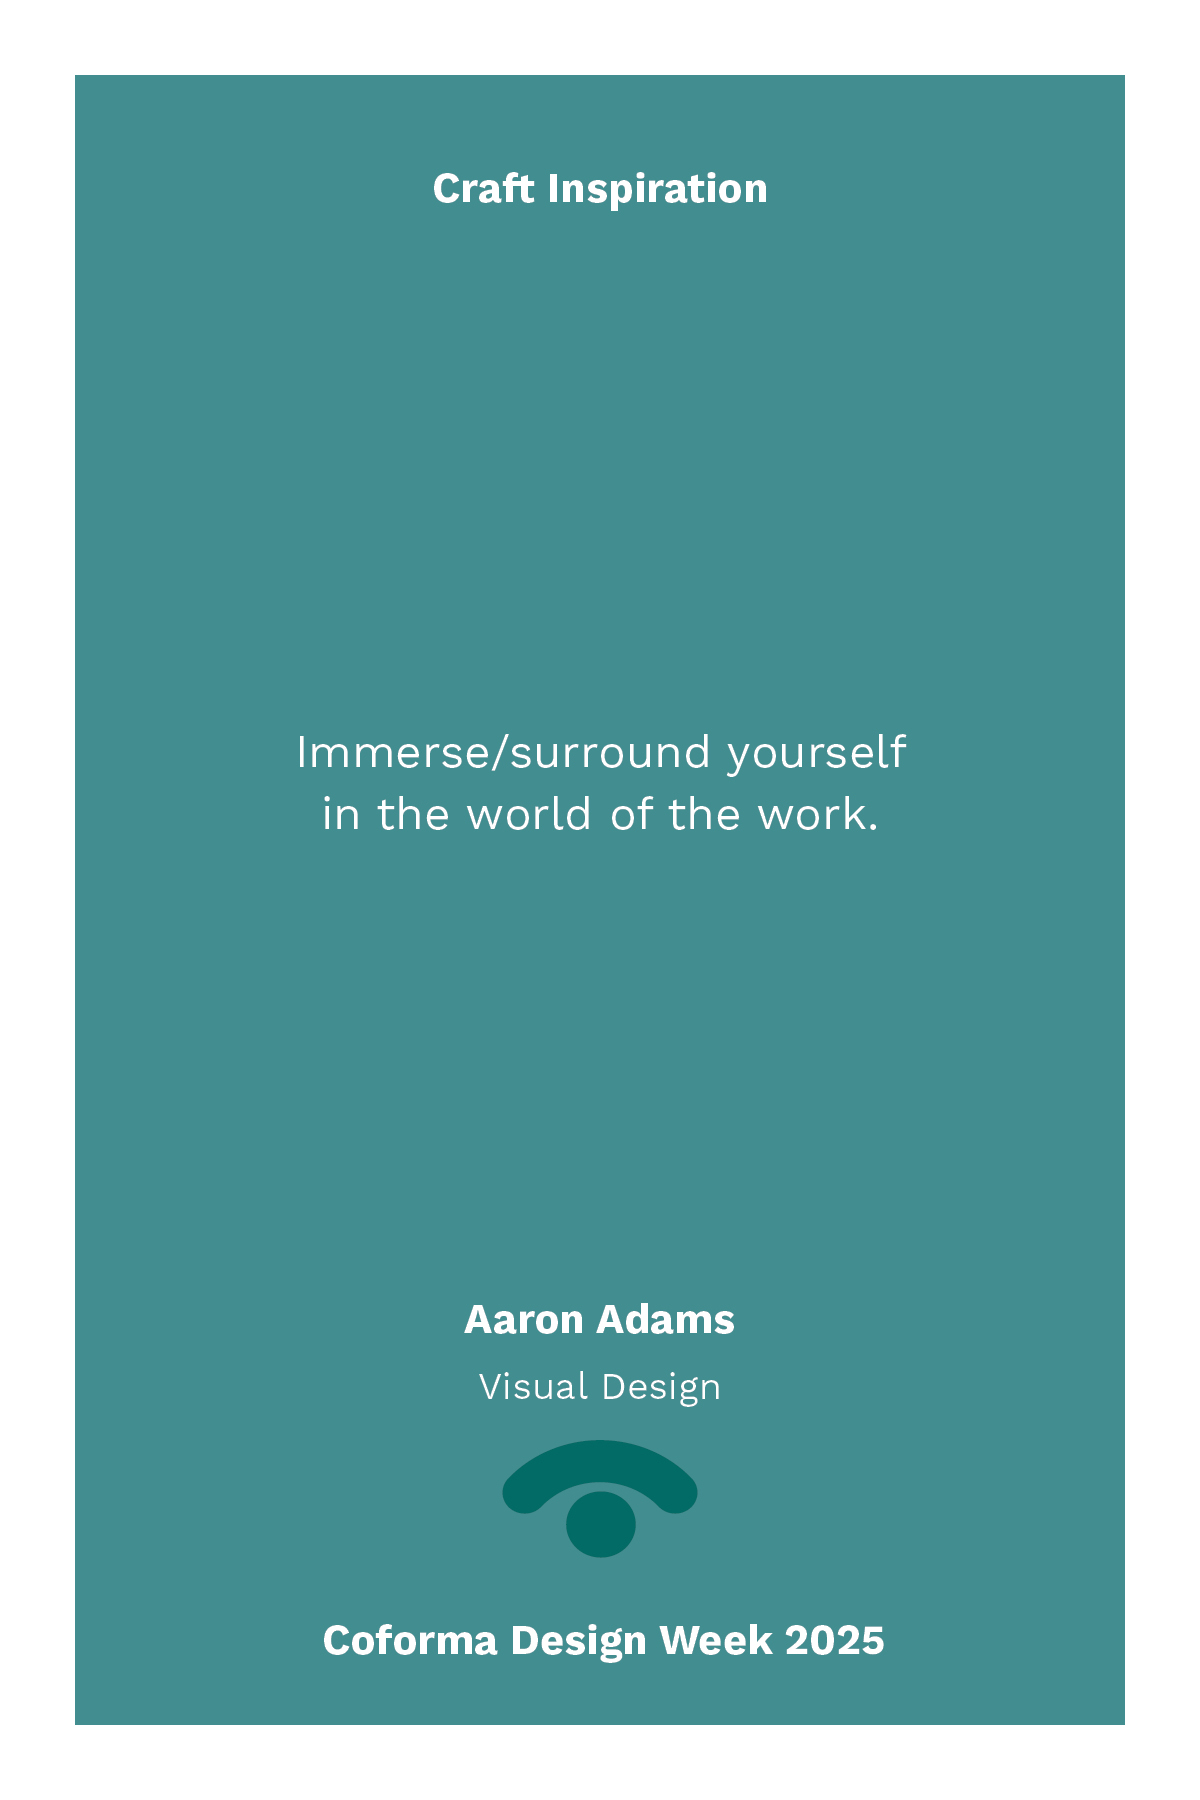 Craft Inspiration
Immerse/surround yourself
in the world of the work.
Aaron Adams
Visual Design
Coforma Design Week 2025